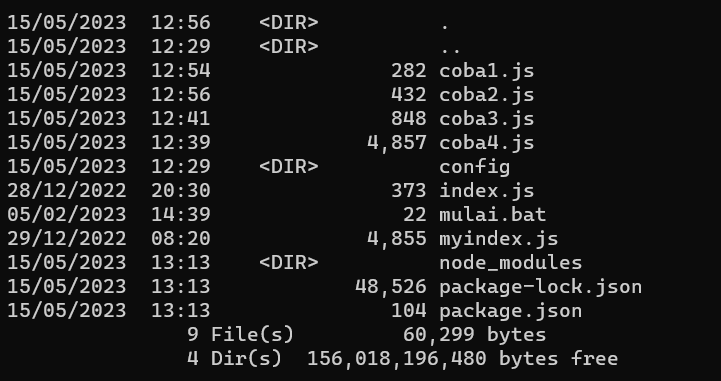 15/05/2023  12:56    <DIR>          .
15/05/2023  12:29    <DIR>          ..
15/05/2023  12:54               282 coba1.js
15/05/2023  12:56               432 coba2.js
15/05/2023  12:41               848 coba3.js
15/05/2023  12:39             4,857 coba4.js
15/05/2023  12:29    <DIR>          config
28/12/2022  20:30               373 index.js
05/02/2023  14:39                22 mulai.bat
29/12/2022  08:20             4,855 myindex.js
15/05/2023  13:13    <DIR>          node_modules
15/05/2023  13:13            48,526 package-lock.json
15/05/2023  13:13               104 package.json
               9 File(s)         60,299 bytes
               4 Dir(s)  156,018,196,480 bytes free